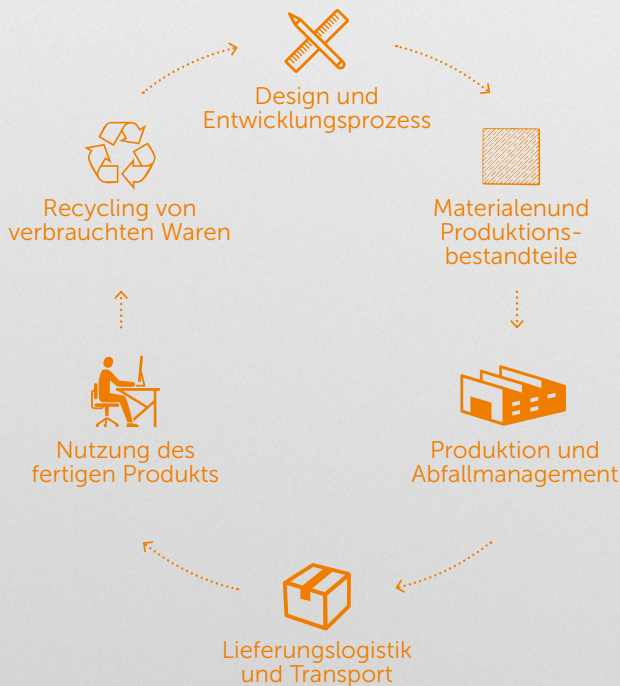 Design und
Entwicklungsprozess
Materialenund
Produktions-
bestandteile
Produktion und
Abfallmanagement
Lieferungslogistik
und Transport
Nutzung des
fertigen Produkts
Recycling von
verbrauchten Waren